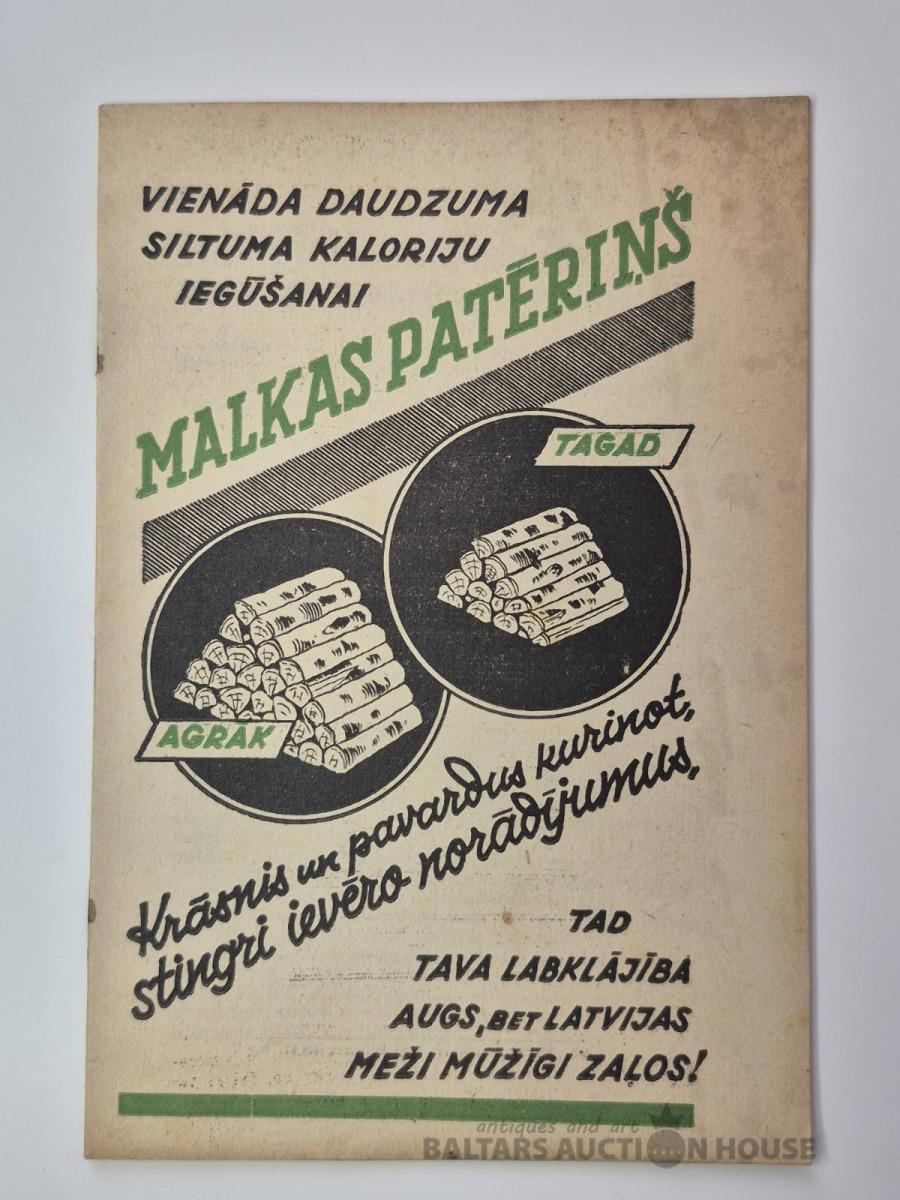 VIENĀDA DAUDZUMA
SILTUMA KALORIJU
IEGŪŠANAI
MALKAS PATĒRIŅŠ
TAGAD
AGRAK
Krāsnis un pavardus kurinot,
stingri ievēro norādījumus,
TAD
TAVA LABKLĀJĪBA
AUGS, BET LATVIJAS
MEŽI MŪŽĪGI ZAĻOS!
antiques and art
BALTARS AUCTION HOUSE